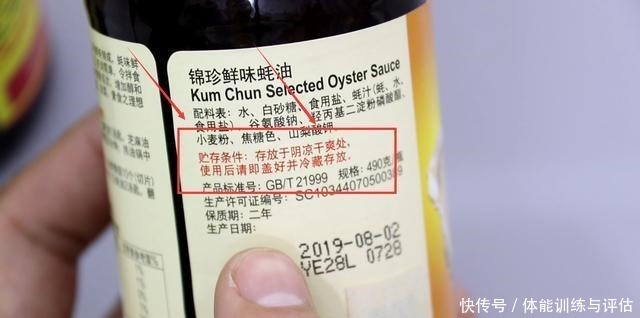 锦珍鲜味蚝油
Kum Chun Selected Oyster Sauce
配料表：水、白砂糖、食用盐、蚝汁(蚝、水、
食用盐)、谷氨酸钠、羟丙基二淀粉磷酸酯、
小麦粉、焦糖色、山梨酸钾
贮存条件：存放于阴凉干爽处，
使用后请即盖好并冷藏存放.
产品标准号：GB/T 21999 规格：490克/瓶
生产许可证编号：SC10344070500
保质期：二年
生产日期：
2019-08-02
YE28L 0728
快传号 / 体能训练与评估